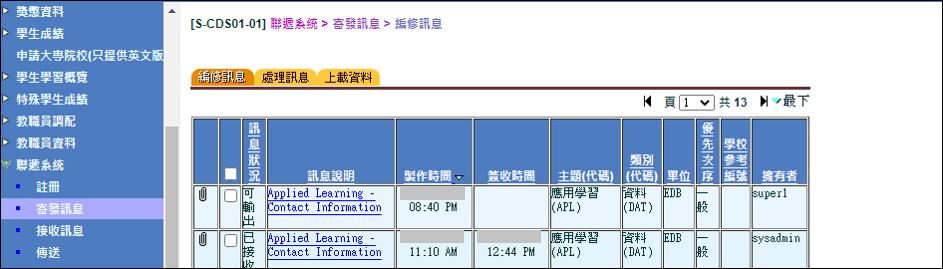 獎懲資料
學生成績
申請大專院校(只提供英文版
學生學習概覽
特殊學生成績
教職員調配
教職員資料
聯遞系統
註冊
寄發訊息
接收訊息
傳送
[S-CDS01-01] 聯遞系統 > 寄發訊息 > 編修訊息
編修訊息 處理訊息 上載資料
頁 1 共 13 最下
訊息狀況 訊息說明 製作時間 簽收時間 主題(代碼) 類別(代碼) 單位 優先次序 學校參考編號 擁有者
可輸出 Applied Learning - Contact Information 08:40 PM 應用學習(APL) 資料(DAT) EDB 一般 super1
已接收 Applied Learning - Contact Information 11:10 AM 12:44 PM 應用學習(APL) 資料(DAT) EDB 一般 sysadmin